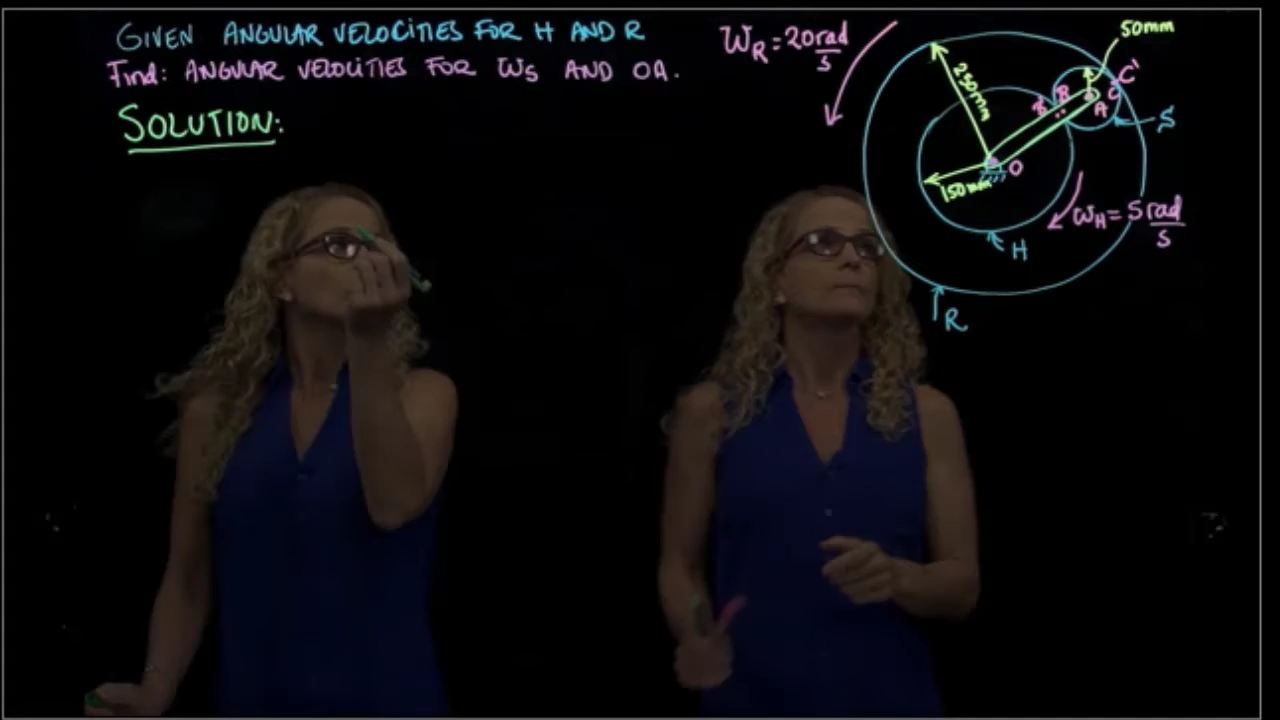 GIVEN ANGULAR VELOCITIES FOR H AND R
Find: ANGULAR VELOCITIES FOR ωs AND OA.
SOLUTION:
ωR = 20 rad/s
50mm
250mm
C'
C
B
B'
A
S
O
150mm
ωH = 5 rad/s
H
R